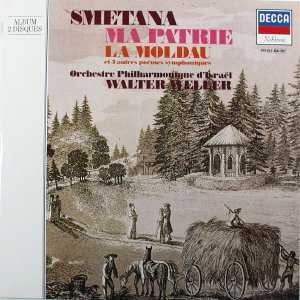 ALBUM
2 DISQUES
SMETANA
MA PATRIE
LA MOLDAU
et 5 autres poèmes symphoniques
Orchestre Philharmonique d'Israël
WALTER WELLER
DECCA
Noblesse